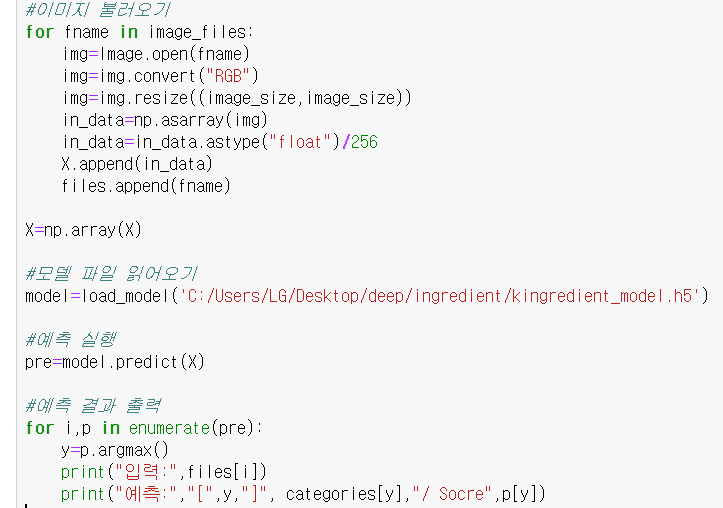 #이미지 불러오기
for fname in image_files:
    img=Image.open(fname)
    img=img.convert("RGB")
    img=img.resize((image_size,image_size))
    in_data=np.asarray(img)
    in_data=in_data.astype("float")/256
    X.append(in_data)
    files.append(fname)

X=np.array(X)

#모델 파일 읽어오기
model=load_model('C:/Users/LG/Desktop/deep/ingredient/kingredient_model.h5')

#예측 실행
pre=model.predict(X)

#예측 결과 출력
for i,p in enumerate(pre):
    y=p.argmax()
    print("입력:",files[i])
    print("예측:","[",y,"]", categories[y],"/ Socre",p[y])